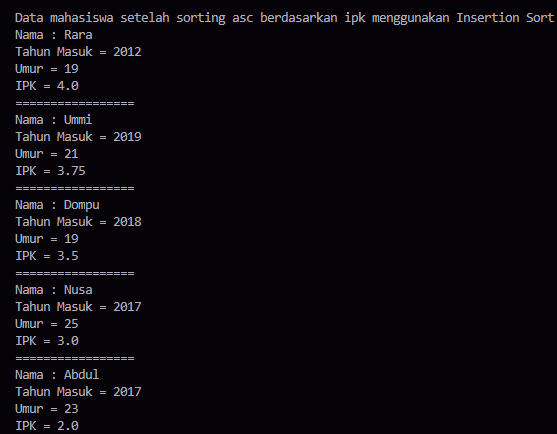 Data mahasiswa setelah sorting asc berdasarkan ipk menggunakan Insertion Sort
Nama : Rara
Tahun Masuk = 2012
Umur = 19
IPK = 4.0
=================
Nama : Ummi
Tahun Masuk = 2019
Umur = 21
IPK = 3.75
=================
Nama : Dompu
Tahun Masuk = 2018
Umur = 19
IPK = 3.5
=================
Nama : Nusa
Tahun Masuk = 2017
Umur = 25
IPK = 3.0
=================
Nama : Abdul
Tahun Masuk = 2017
Umur = 23
IPK = 2.0